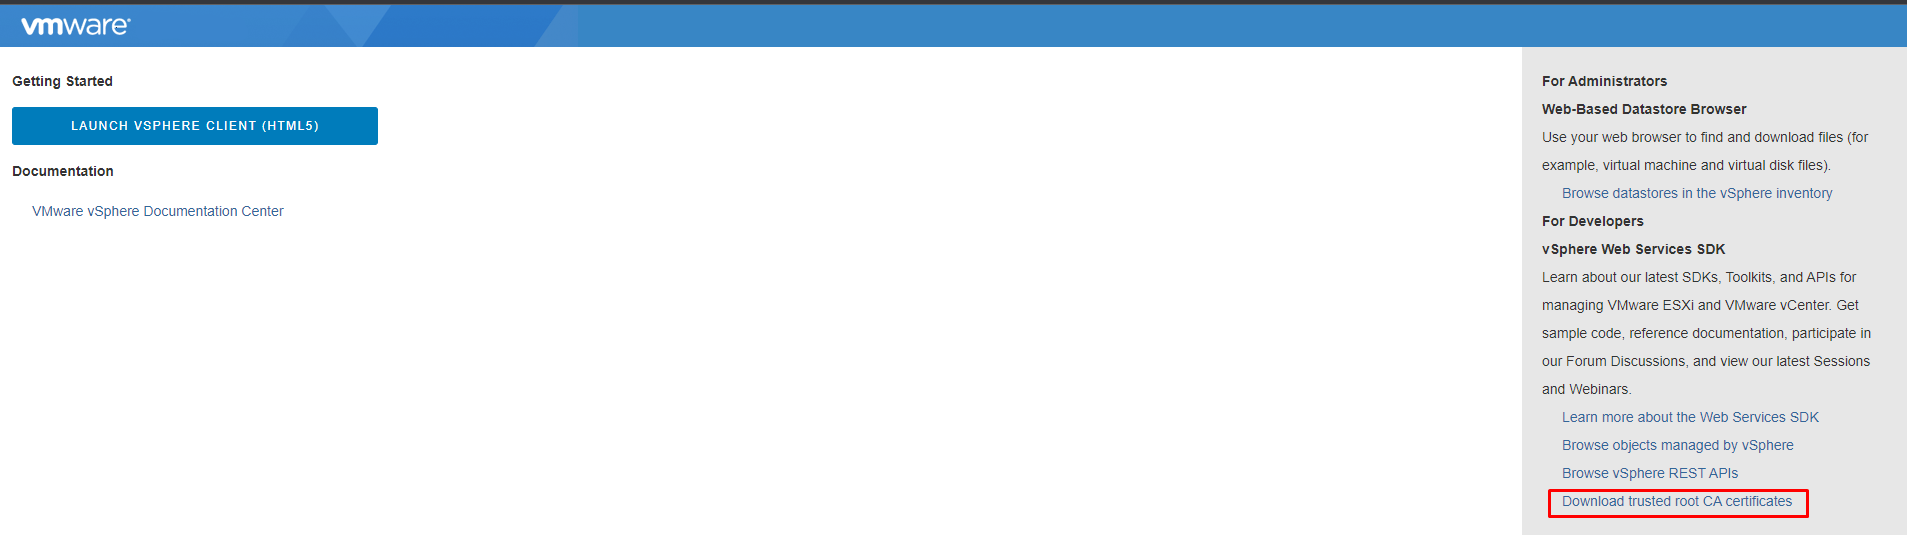 vmware®
Getting Started
LAUNCH VSPHERE CLIENT (HTML5)
Documentation
VMware vSphere Documentation Center
For Administrators
Web-Based Datastore Browser
Use your web browser to find and download files (for
example, virtual machine and virtual disk files).
Browse datastores in the vSphere inventory
For Developers
vSphere Web Services SDK
Learn about our latest SDKs, Toolkits, and APIs for
managing VMware ESXi and VMware vCenter. Get
sample code, reference documentation, participate in
our Forum Discussions, and view our latest Sessions
and Webinars.
Learn more about the Web Services SDK
Browse objects managed by vSphere
Browse vSphere REST APIs
Download trusted root CA certificates